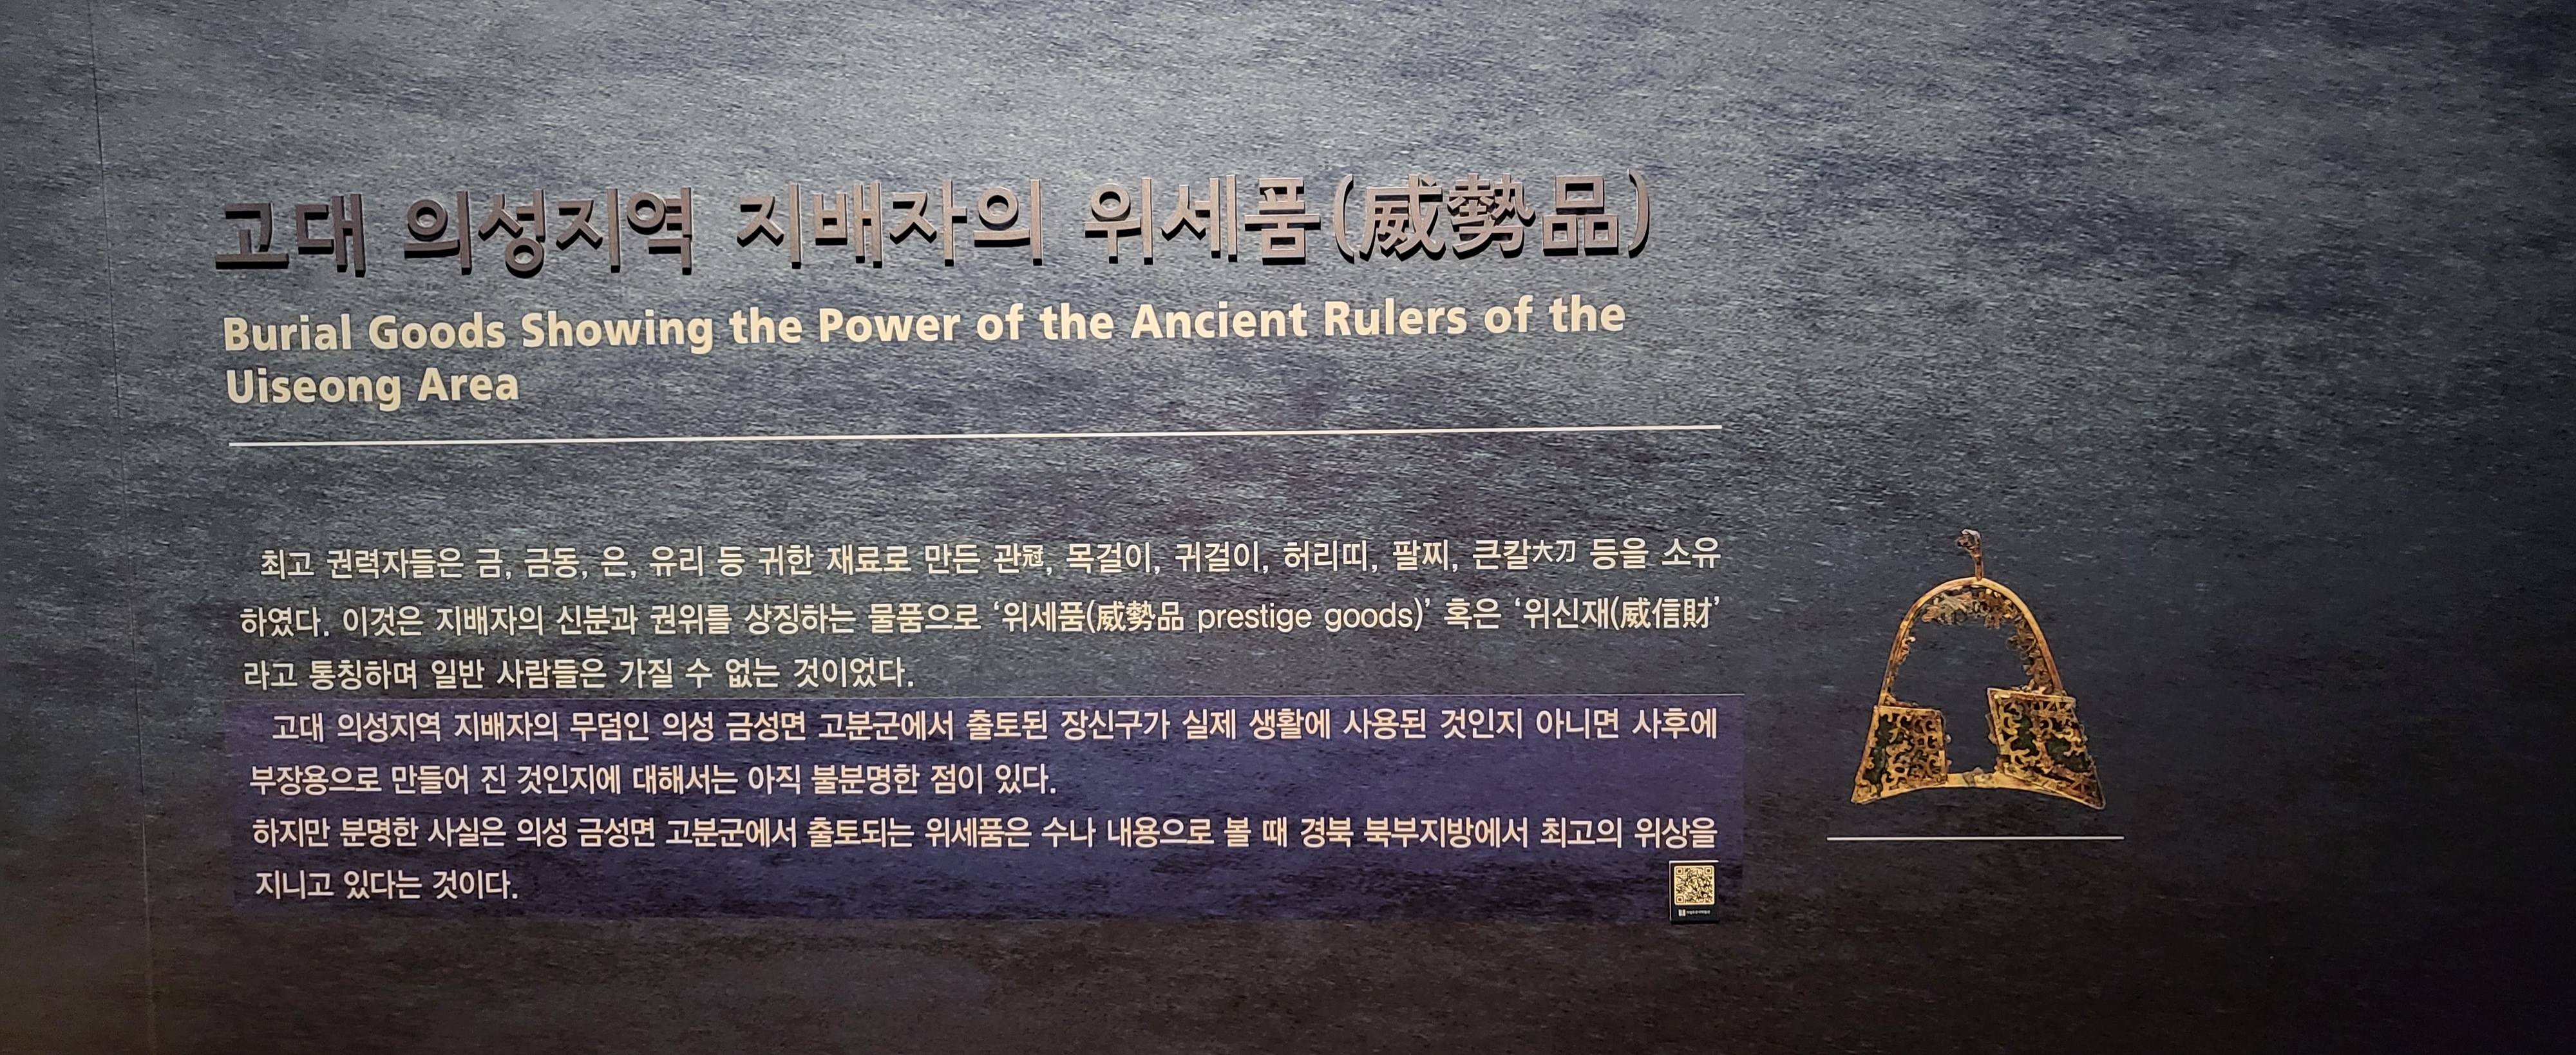 고대 의성지역 지배자의 위세품(威勢品)
Burial Goods Showing the Power of the Ancient Rulers of the
Uiseong Area
최고 권력자들은 금, 금동, 은, 유리 등 귀한 재료로 만든 관冠, 목걸이, 귀걸이, 허리띠, 팔찌, 큰칼大刀 등을 소유
하였다. 이것은 지배자의 신분과 권위를 상징하는 물품으로 ‘위세품(威勢品 prestige goods)’ 혹은 ‘위신재(威信財’
라고 통칭하며 일반 사람들은 가질 수 없는 것이었다.
고대 의성지역 지배자의 무덤인 의성 금성면 고분군에서 출토된 장신구가 실제 생활에 사용된 것인지 아니면 사후에
부장용으로 만들어 진 것인지에 대해서는 아직 불분명한 점이 있다.
하지만 분명한 사실은 의성 금성면 고분군에서 출토되는 위세품은 수나 내용으로 볼 때 경북 북부지방에서 최고의 위상을
지니고 있다는 것이다.